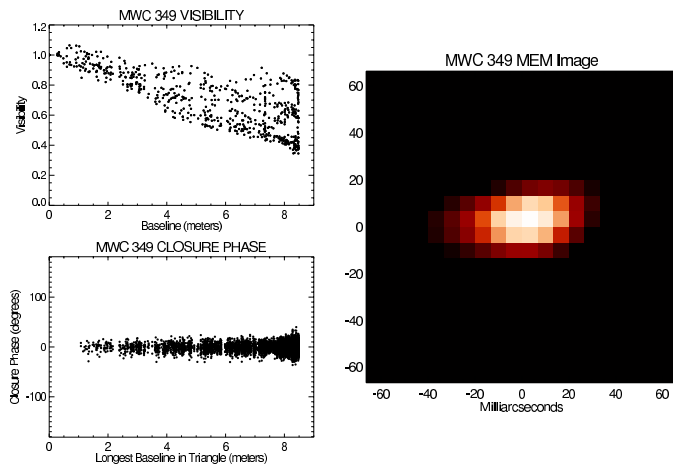 MWC 349 VISIBILITY
1.2
1.0
0.8
0.6
0.4
0.2
0.0
Visibility
0 2 4 6 8
Baseline (meters)
MWC 349 CLOSURE PHASE
100
0
-100
Closure Phase (degrees)
0 2 4 6 8
Longest Baseline in Triangle (meters)
MWC 349 MEM Image
60
40
20
0
-20
-40
-60
-60 -40 -20 0 20 40 60
Milliarcseconds